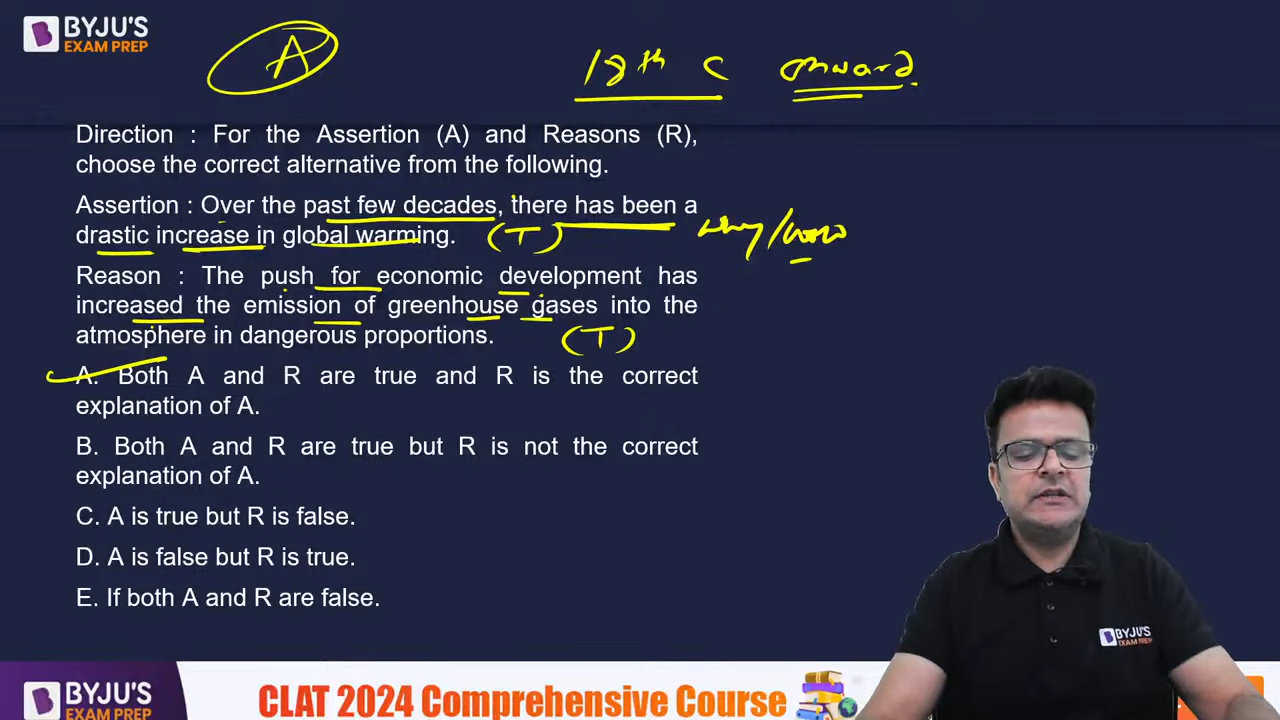 BYJU'S
EXAM PREP
A
18th C onward.
Direction : For the Assertion (A) and Reasons (R),
choose the correct alternative from the following.
Assertion : Over the past few decades, there has been a
drastic increase in global warming. (T) why/how
Reason : The push for economic development has
increased the emission of greenhouse gases into the
atmosphere in dangerous proportions. (T)
A. Both A and R are true and R is the correct
explanation of A.
B. Both A and R are true but R is not the correct
explanation of A.
C. A is true but R is false.
D. A is false but R is true.
E. If both A and R are false.
BYJU'S
EXAM PREP
BYJU'S
EXAM PREP
CLAT 2024 Comprehensive Course